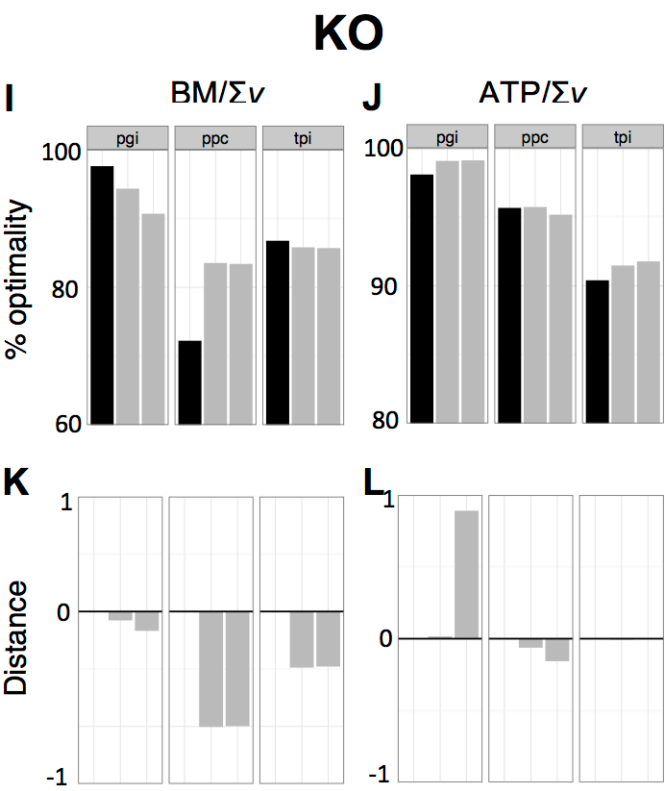 KO
I BM/Σv J ATP/Σv
pgi ppc tpi pgi ppc tpi
100 100
% optimality
80 90
60 80
K L
1 1
Distance
0 0
-1 -1